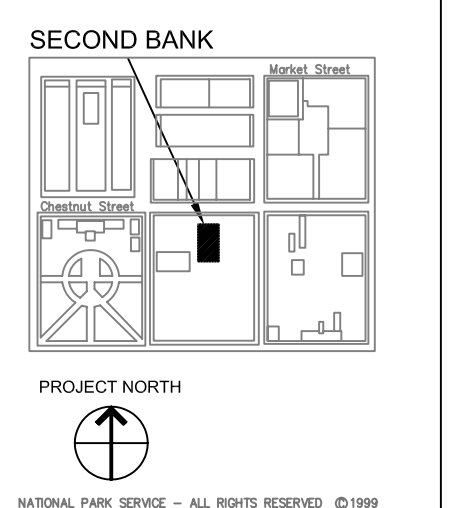 SECOND BANK
Market Street
Chestnut Street
PROJECT NORTH
NATIONAL PARK SERVICE – ALL RIGHTS RESERVED © 1999